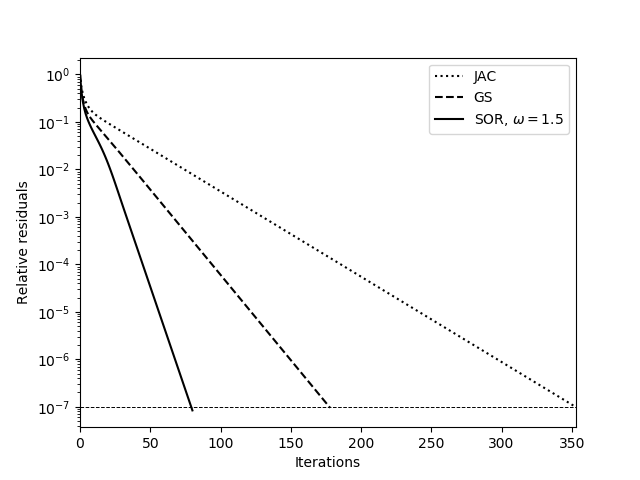 JAC
GS
SOR, ω = 1.5
Relative residuals
10⁰
10⁻¹
10⁻²
10⁻³
10⁻⁴
10⁻⁵
10⁻⁶
10⁻⁷
0 50 100 150 200 250 300 350
Iterations